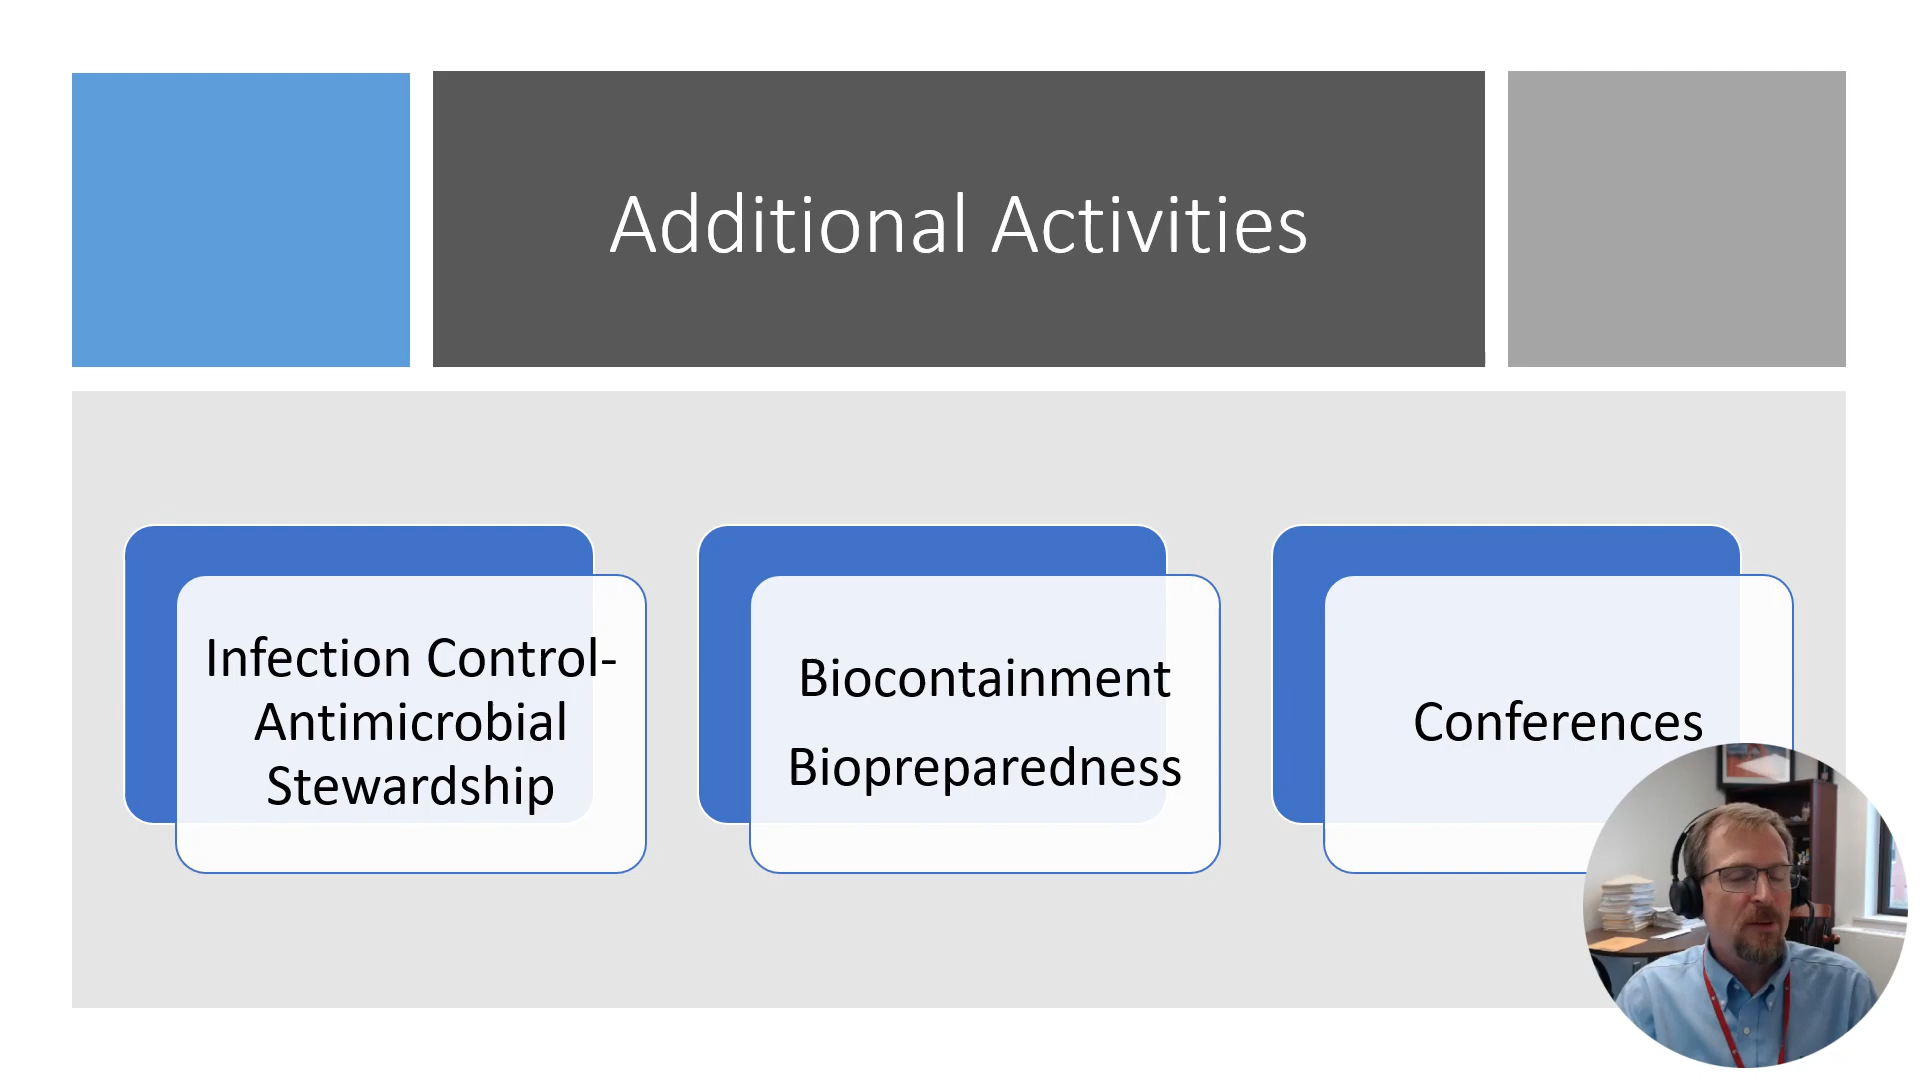 Additional Activities
Infection Control-
Antimicrobial
Stewardship
Biocontainment
Biopreparedness
Conferences